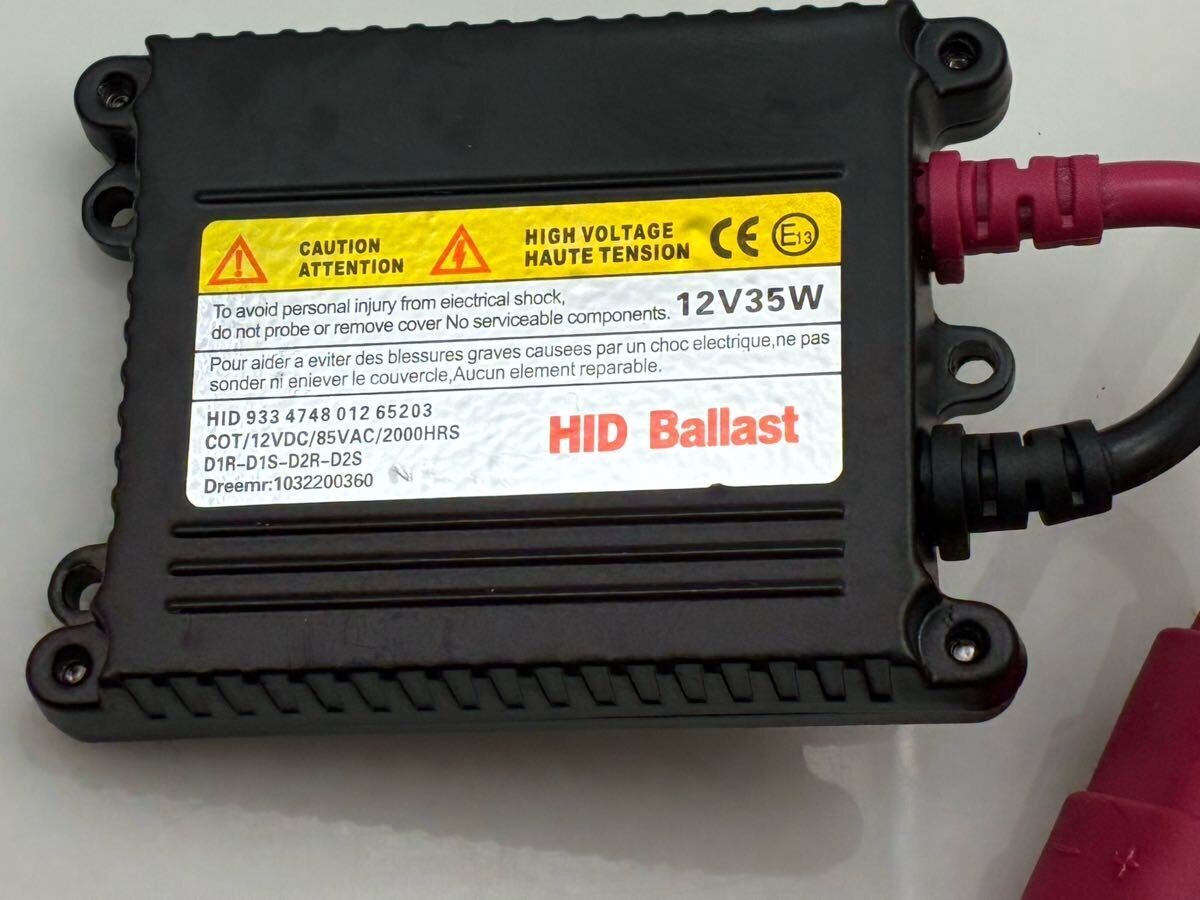 CAUTION
ATTENTION
HIGH VOLTAGE
HAUTE TENSION
CE E13
To avoid personal injury from eiectrical shock,
do not probe or remove cover No serviceable components.
12V35W
Pour aider a eviter des blessures graves causees par un choc electrique,ne pas
sonder ni eniever le couvercle,Aucun element reparable.
HID 933 4748 012 65203
COT/12VDC/85VAC/2000HRS
D1R-D1S-D2R-D2S
Dreemr:1032200360
HID Ballast